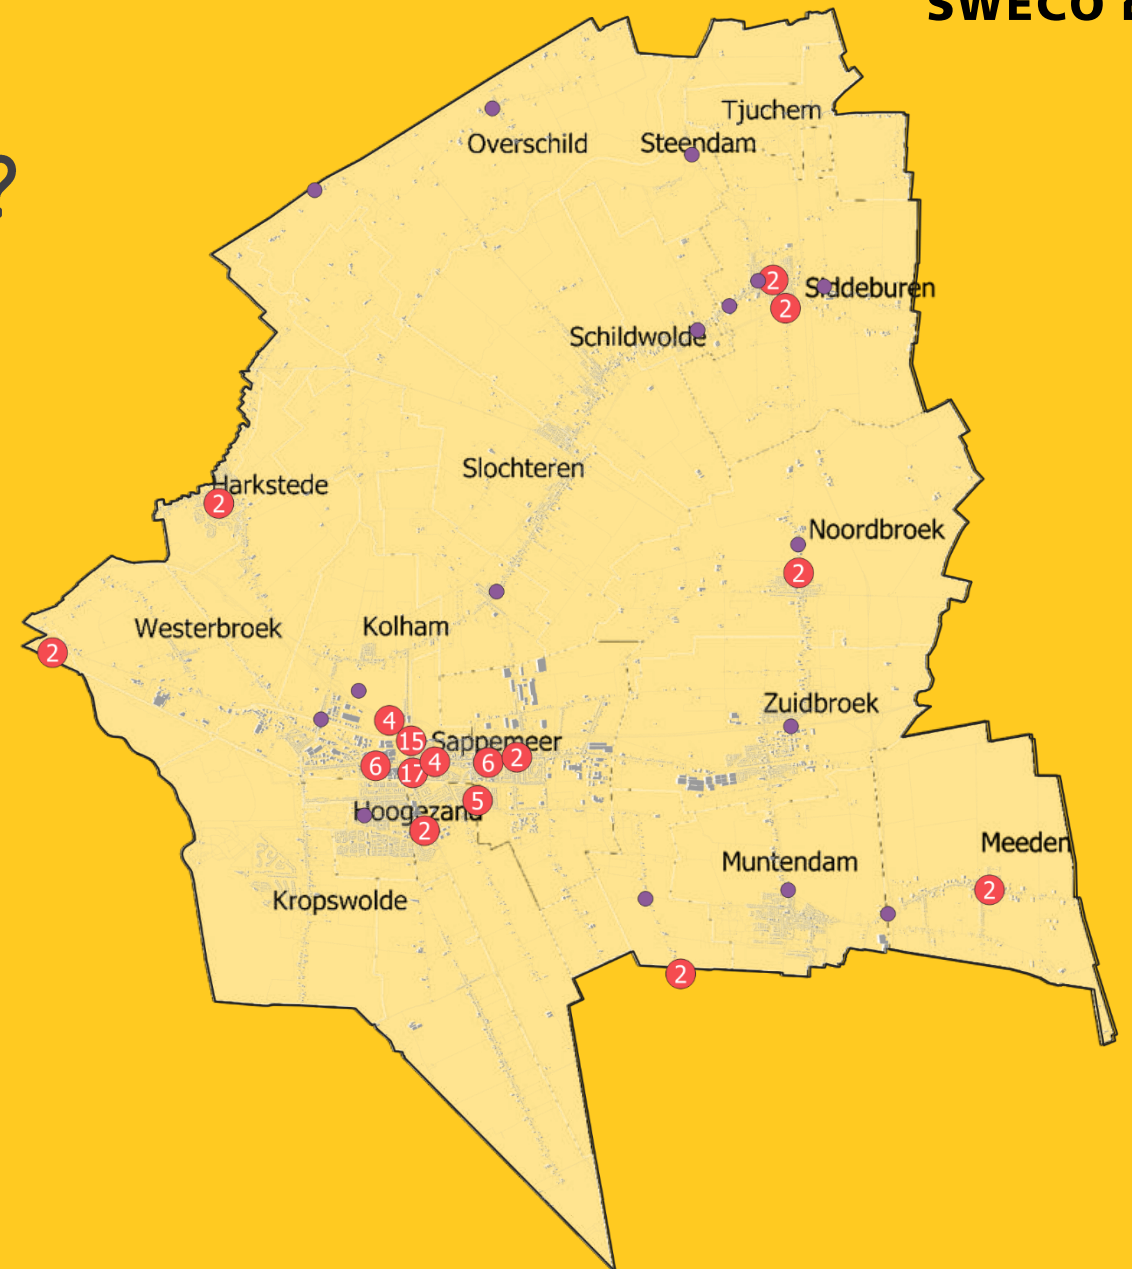 SWECO
?
Tjuchem
Overschild
Steendam
2
Siddeburen
2
Schildwolde
Slochteren
Harkstede
2
Noordbroek
2
Westerbroek
Kolham
2
Zuidbroek
4
15
Sappemeer
6
17
4
6
2
5
Hoogezand
2
Meeden
Muntendam
2
Kropswolde
2